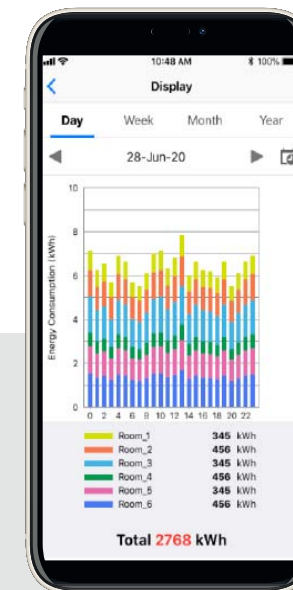 10:48 AM
100%
Display
Day Week Month Year
28-Jun-20
Energy Consumption (kWh)
10
8
6
4
2
0
0 2 4 6 8 10 12 14 16 18 20 22
Room_1 345 kWh
Room_2 456 kWh
Room_3 345 kWh
Room_4 456 kWh
Room_5 345 kWh
Room_6 456 kWh
Total 2768 kWh